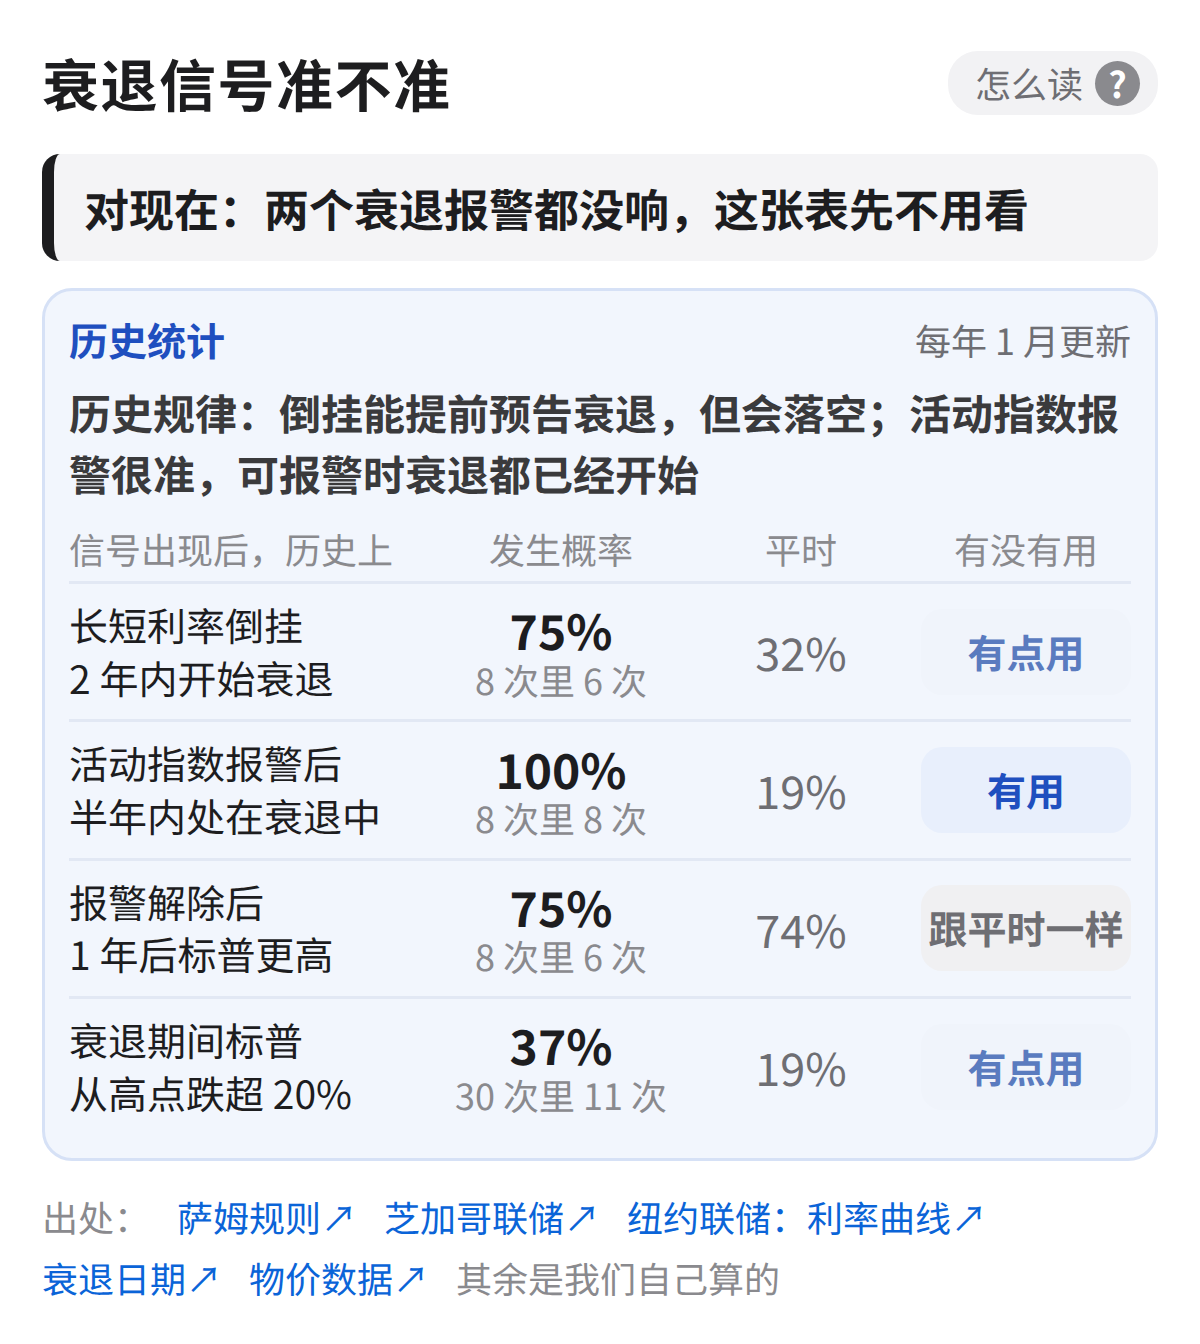 衰退信号准不准
怎么读 ?
对现在：两个衰退报警都没响，这张表先不用看
历史统计
每年 1 月更新
历史规律：倒挂能提前预告衰退，但会落空；活动指数报
警很准，可报警时衰退都已经开始
信号出现后，历史上 发生概率 平时 有没有用
长短利率倒挂
2 年内开始衰退
75%
8 次里 6 次
32%
有点用
活动指数报警后
半年内处在衰退中
100%
8 次里 8 次
19%
有用
报警解除后
1 年后标普更高
75%
8 次里 6 次
74%
跟平时一样
衰退期间标普
从高点跌超 20%
37%
30 次里 11 次
19%
有点用
出处： 萨姆规则↗ 芝加哥联储↗ 纽约联储：利率曲线↗
衰退日期↗ 物价数据↗ 其余是我们自己算的